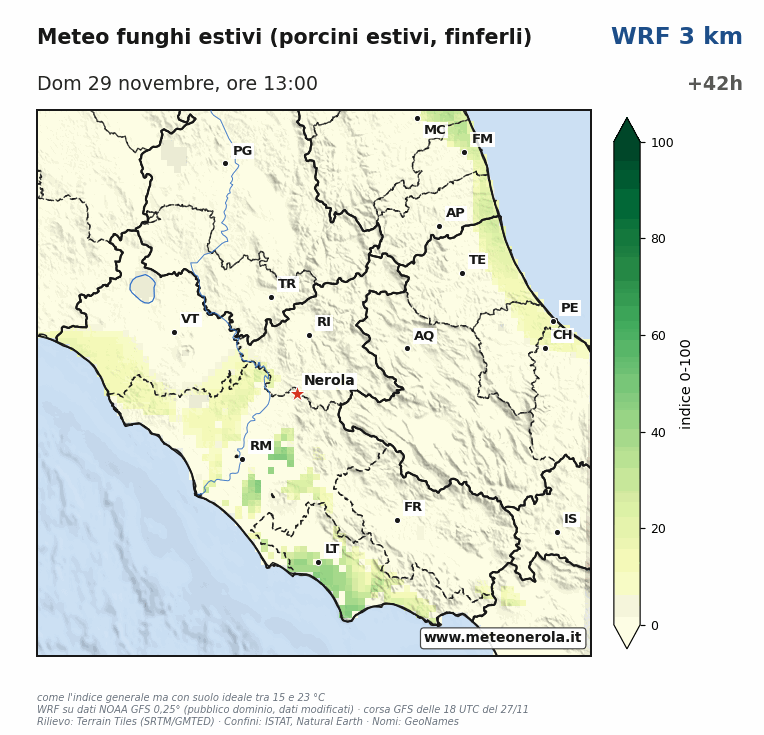 Meteo funghi estivi (porcini estivi, finferli)
WRF 3 km
Dom 29 novembre, ore 13:00
+42h
MC
FM
PG
AP
TE
TR
PE
VT
RI
AQ
CH
Nerola
RM
FR
IS
LT
www.meteonerola.it
100
80
60
40
20
0
indice 0-100
come l'indice generale ma con suolo ideale tra 15 e 23 °C
WRF su dati NOAA GFS 0,25° (pubblico dominio, dati modificati) · corsa GFS delle 18 UTC del 27/11
Rilievo: Terrain Tiles (SRTM/GMTED) · Confini: ISTAT, Natural Earth · Nomi: GeoNames